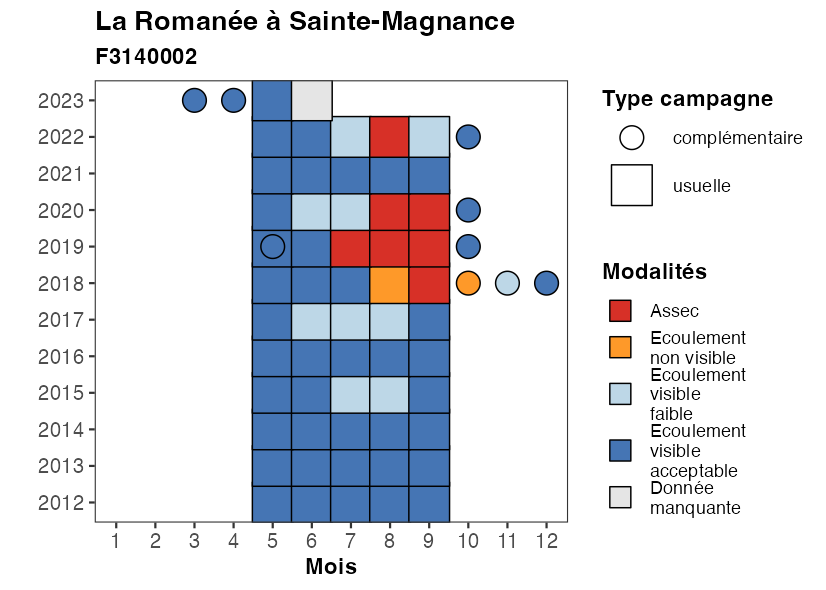 La Romanée à Sainte-Magnance
F3140002
2023
2022
2021
2020
2019
2018
2017
2016
2015
2014
2013
2012
1 2 3 4 5 6 7 8 9 10 11 12
Mois
Type campagne
complémentaire
usuelle
Modalités
Assec
Ecoulement
non visible
Ecoulement
visible
faible
Ecoulement
visible
acceptable
Donnée
manquante